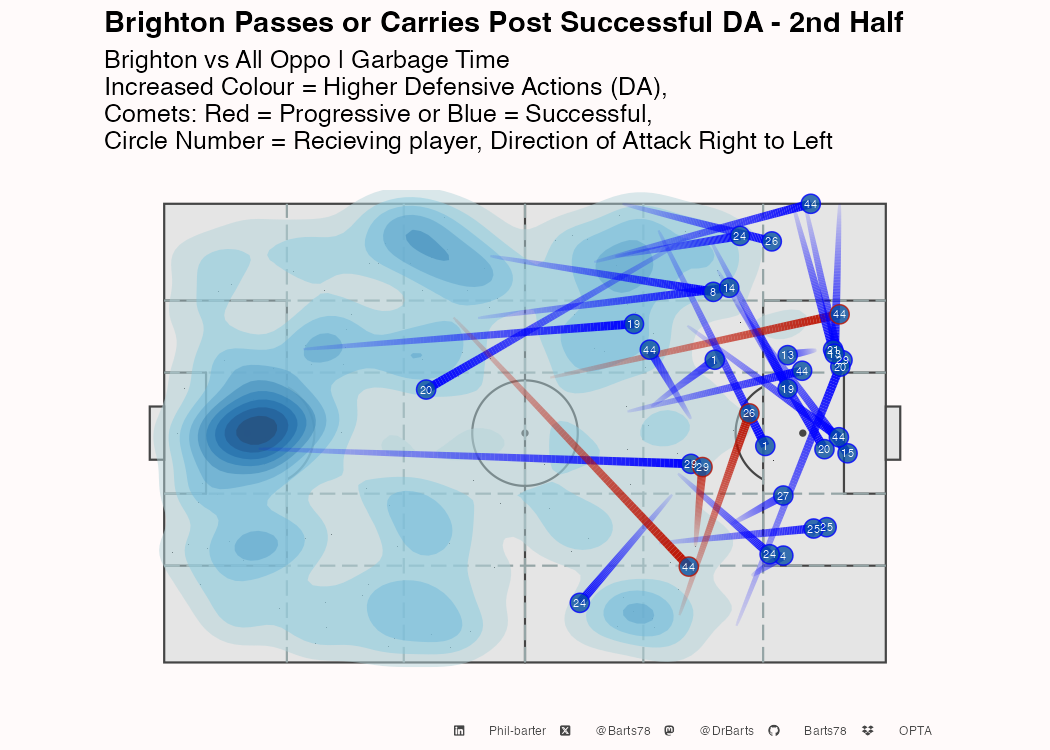 Brighton Passes or Carries Post Successful DA - 2nd Half
Brighton vs All Oppo | Garbage Time
Increased Colour = Higher Defensive Actions (DA),
Comets: Red = Progressive or Blue = Successful,
Circle Number = Recieving player, Direction of Attack Right to Left
44
24
26
8
14
19
44
44
1
13
44
29
20
20
19
26
1
44
20
15
29
29
27
25
25
24
4
44
24
Phil-barter
@Barts78
@DrBarts
Barts78
OPTA